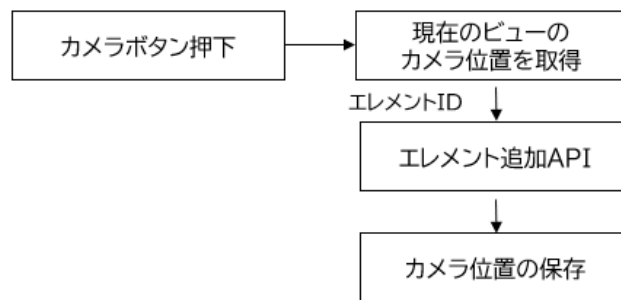 カメラボタン押下
現在のビューの
カメラ位置を取得
エレメントID
エレメント追加API
カメラ位置の保存